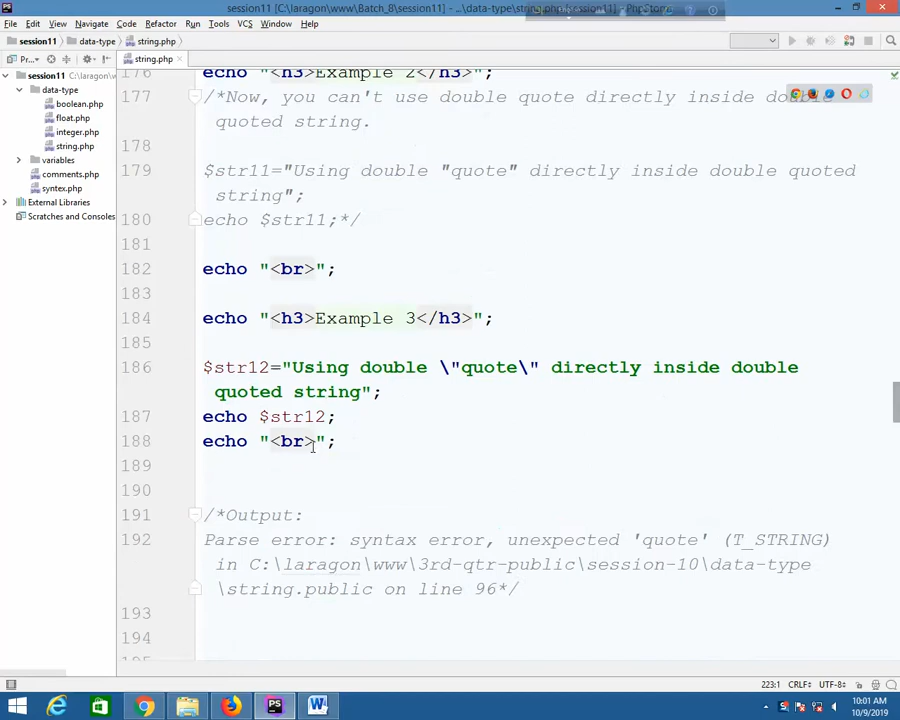 session11 [C:\laragon\www\Batch_8\session11] - ...\data-type\string.php [session11] - PhpStorm
File Edit View Navigate Code Refactor Run Tools VCS Window Help
session11 data-type string.php
Pr... string.php
session11 C:\laragon\w
data-type
boolean.php
float.php
integer.php
string.php
variables
comments.php
syntex.php
External Libraries
Scratches and Consoles
176 echo "<h3>Example 2</h3>";
177 /*Now, you can't use double quote directly inside double
quoted string.
178
179 $str11="Using double "quote" directly inside double quoted
string";
180 echo $str11;*/
181
182 echo "<br>";
183
184 echo "<h3>Example 3</h3>";
185
186 $str12="Using double \"quote\" directly inside double
quoted string";
187 echo $str12;
188 echo "<br>";
189
190
191 /*Output:
192 Parse error: syntax error, unexpected 'quote' (T_STRING)
in C:\laragon\www\3rd-qtr-public\session-10\data-type
\string.public on line 96*/
193
194
223:1 CRLF UTF-8
10:01 AM
10/9/2019